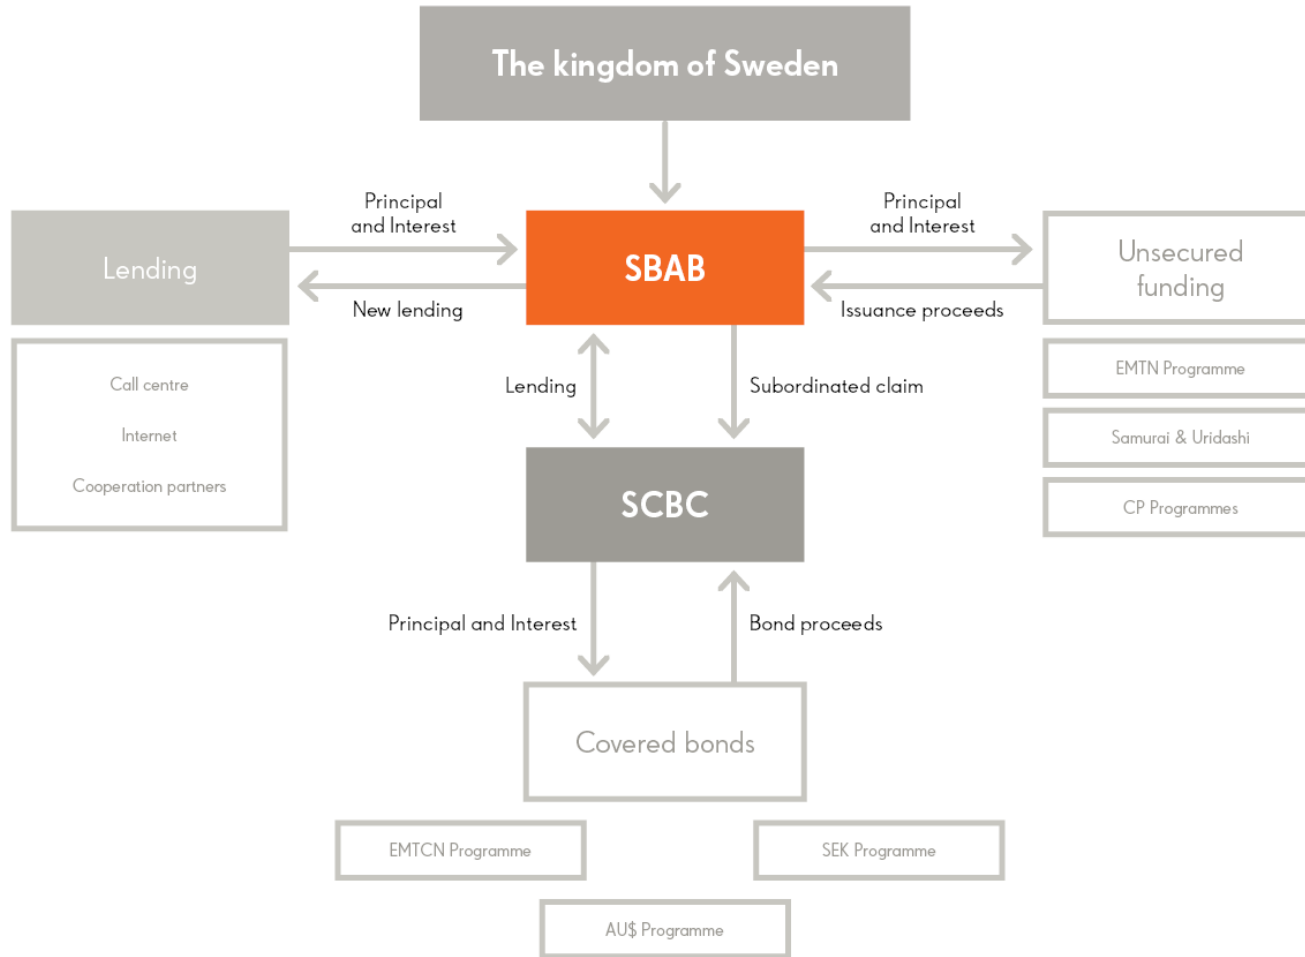 The kingdom of Sweden
Principal
and Interest
Principal
and Interest
Lending
SBAB
Unsecured
funding
New lending
Issuance proceeds
Call centre
Internet
Cooperation partners
Lending
Subordinated claim
EMTN Programme
Samurai & Uridashi
CP Programmes
SCBC
Principal and Interest
Bond proceeds
Covered bonds
EMTCN Programme
SEK Programme
AU$ Programme